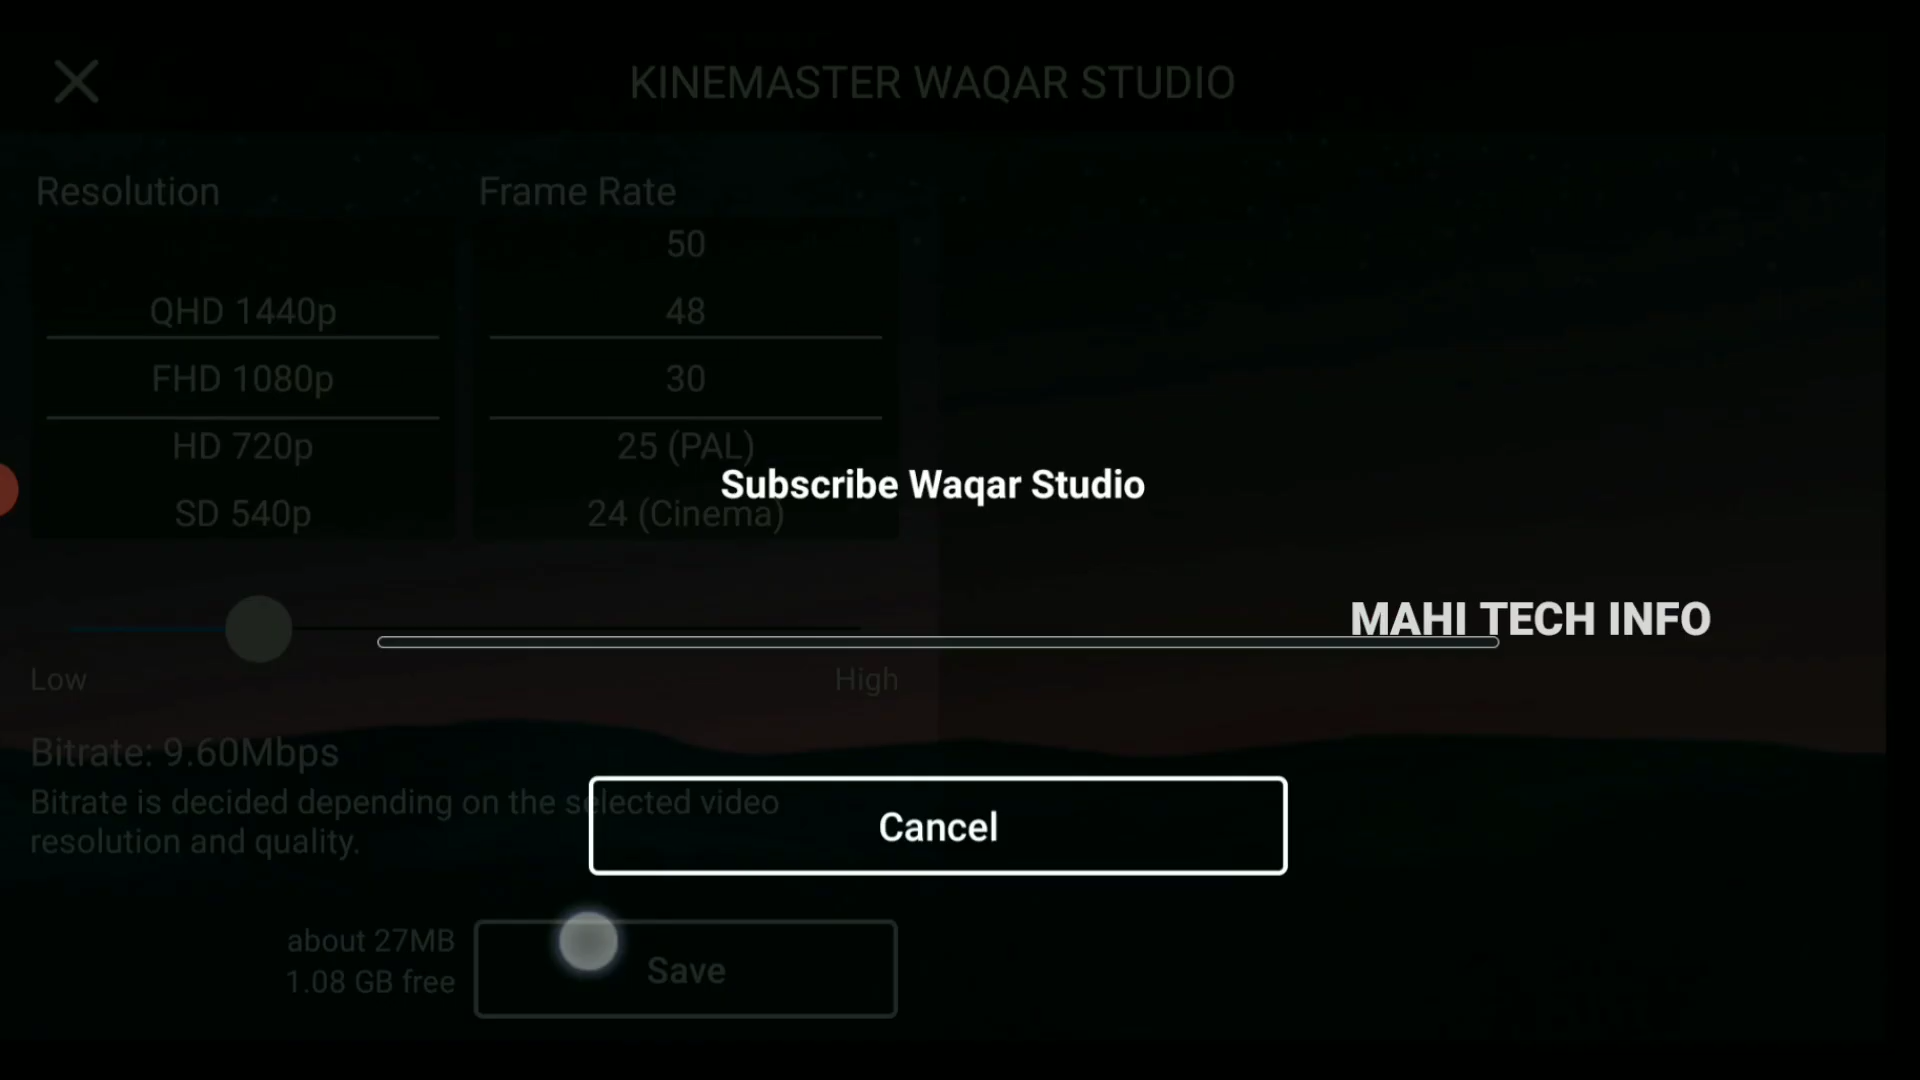 KINEMASTER WAQAR STUDIO
Resolution
Frame Rate
50
QHD 1440p
48
FHD 1080p
30
HD 720p
25 (PAL)
SD 540p
24 (Cinema)
Subscribe Waqar Studio
MAHI TECH INFO
Low
High
Bitrate: 9.60Mbps
Bitrate is decided depending on the selected video
resolution and quality.
Cancel
about 27MB
1.08 GB free
Save